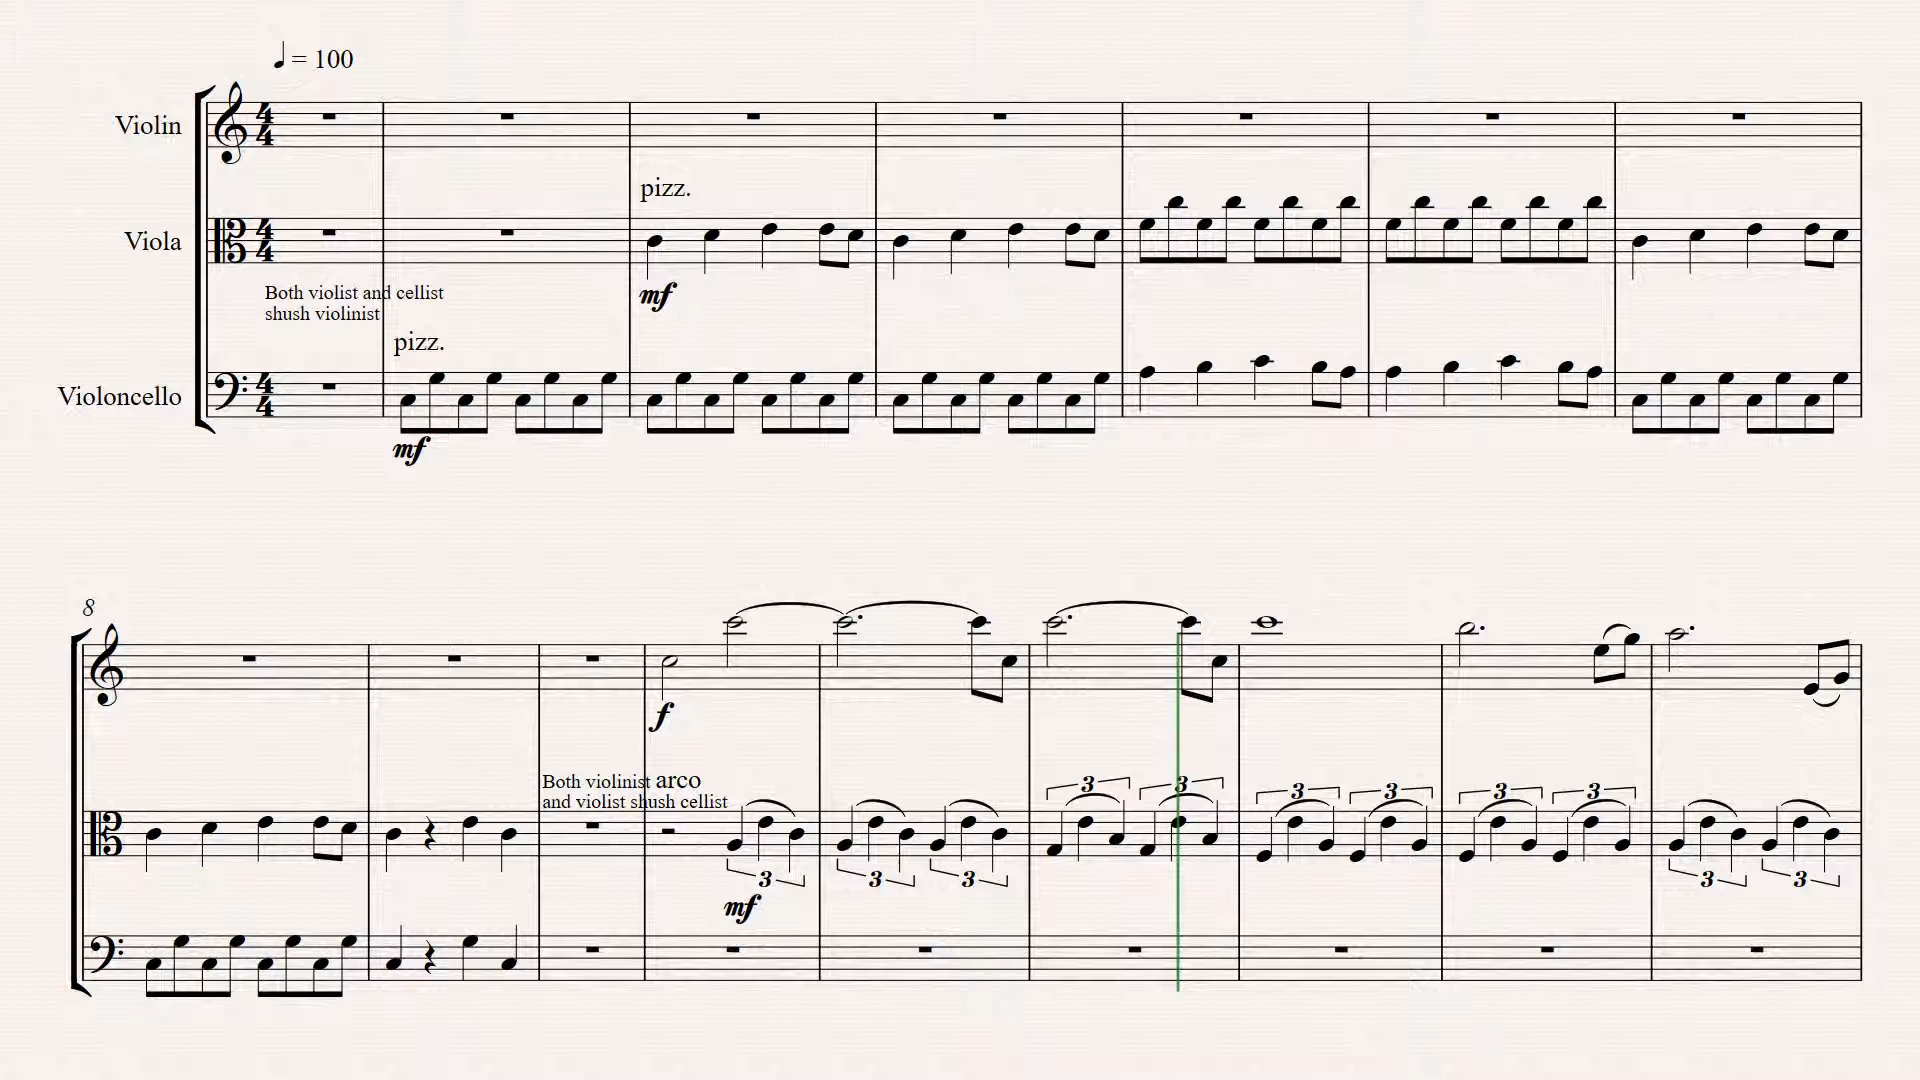 ♩ = 100
Violin
pizz.
Viola
mf
Both violist and cellist
shush violinist
pizz.
Violoncello
mf
8
f
Both violinist arco
and violist shush cellist
3 3 3 3 3 3
3 3 3 3 3
mf